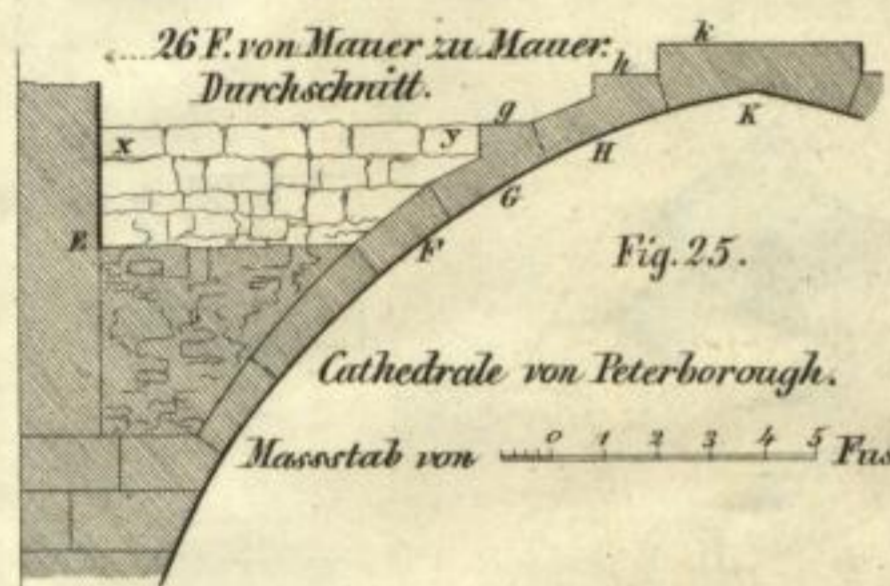 26 F. von Mauer zu Mauer.
Durchschnitt.
k
h
g
x
y
K
H
G
E
F
Fig. 25.
Cathedrale von Peterborough.
Massstab von 0 1 2 3 4 5